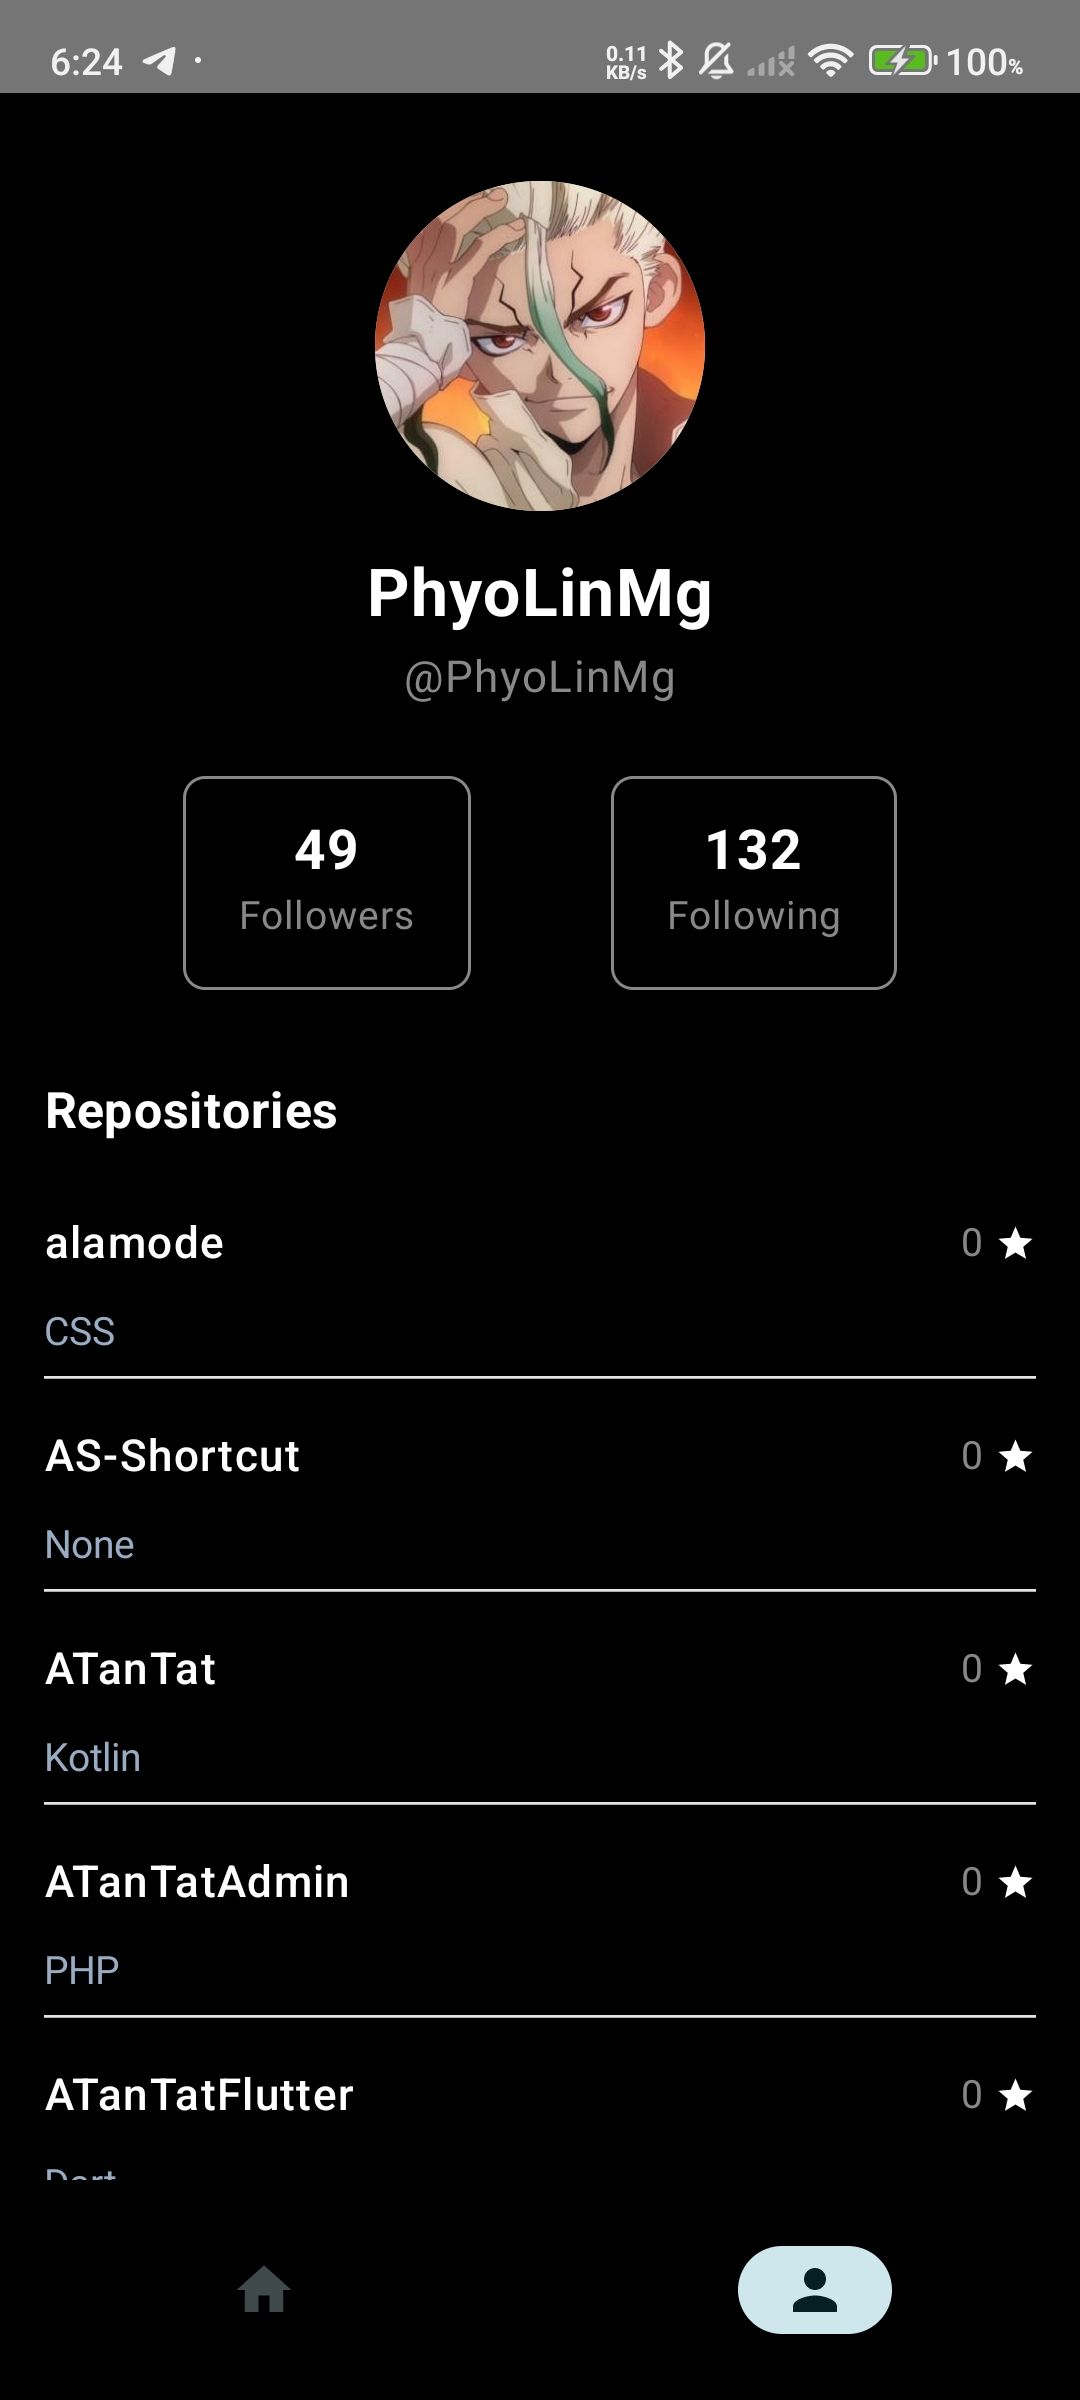 6:24
0.11 KB/s
100%
PhyoLinMg
@PhyoLinMg
49
132
Followers
Following
Repositories
alamode
0
CSS
AS-Shortcut
0
None
ATanTat
0
Kotlin
ATanTatAdmin
0
PHP
ATanTatFlutter
0
Dart